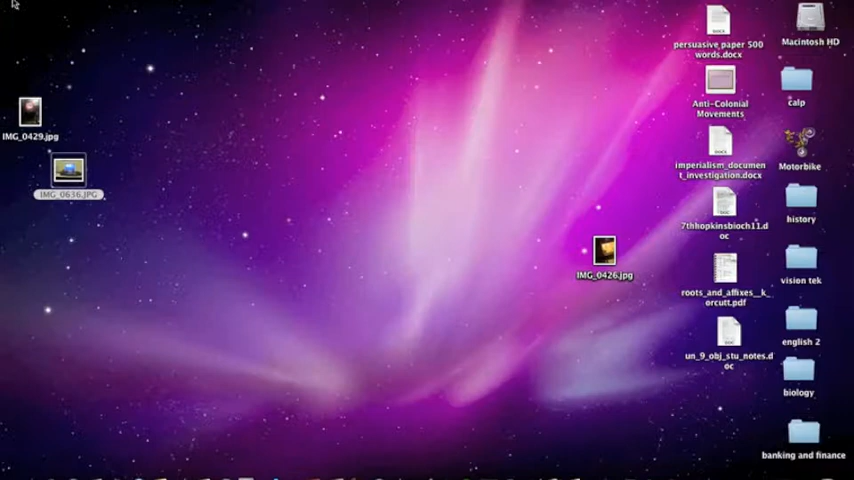 IMG_0429.jpg
IMG_0636.JPG
IMG_0426.jpg
persuasive paper 500
words.docx
Anti-Colonial
Movements
imperialism_documen
t_investigation.docx
7thhopkinsbioch11.d
oc
roots_and_affixes__k_
orcutt.pdf
un_9_obj_stu_notes.d
oc
Macintosh HD
calp
Motorbike
history
vision tek
english 2
biology
banking and finance